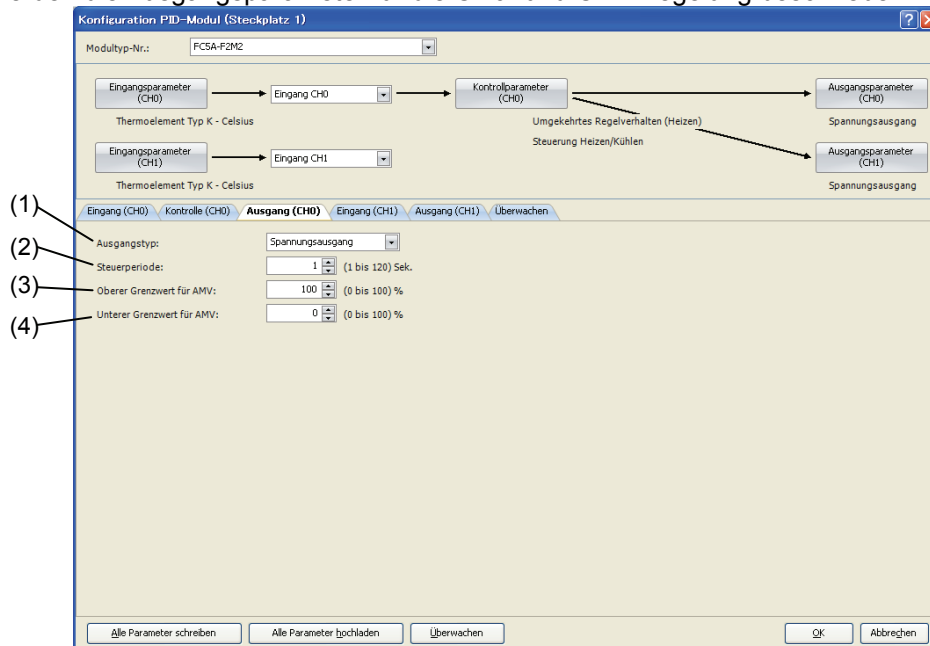 Konfiguration PID-Modul (Steckplatz 1)
Modultyp-Nr.: FC5A-F2M2
Eingangsparameter (CH0)
Eingang CH0
Kontrollparameter (CH0)
Ausgangsparameter (CH0)
Thermoelement Typ K - Celsius
Umgekehrtes Regelverhalten (Heizen)
Spannungsausgang
Steuerung Heizen/Kühlen
Eingangsparameter (CH1)
Eingang CH1
Ausgangsparameter (CH1)
Thermoelement Typ K - Celsius
Spannungsausgang
Eingang (CH0) Kontrolle (CH0) Ausgang (CH0) Eingang (CH1) Ausgang (CH1) Überwachen
(1) Ausgangstyp: Spannungsausgang
(2) Steuerperiode: 1 (1 bis 120) Sek.
(3) Oberer Grenzwert für AMV: 100 (0 bis 100) %
(4) Unterer Grenzwert für AMV: 0 (0 bis 100) %
Alle Parameter schreiben Alle Parameter hochladen Überwachen OK Abbrechen